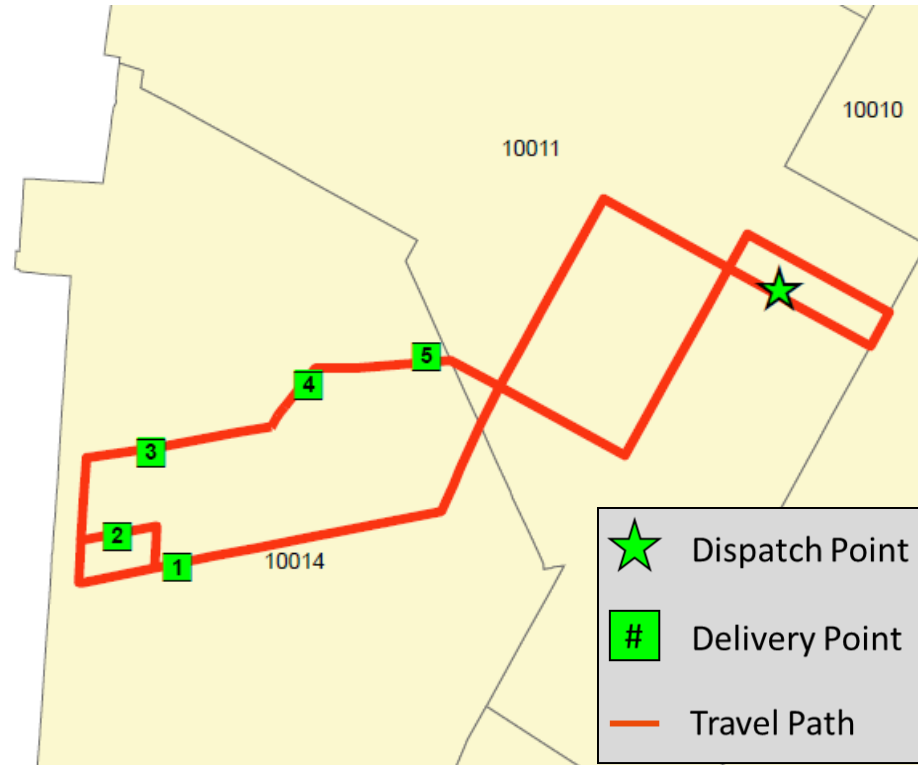 10010
10011
5
4
3
2
1
10014
Dispatch Point
# Delivery Point
Travel Path